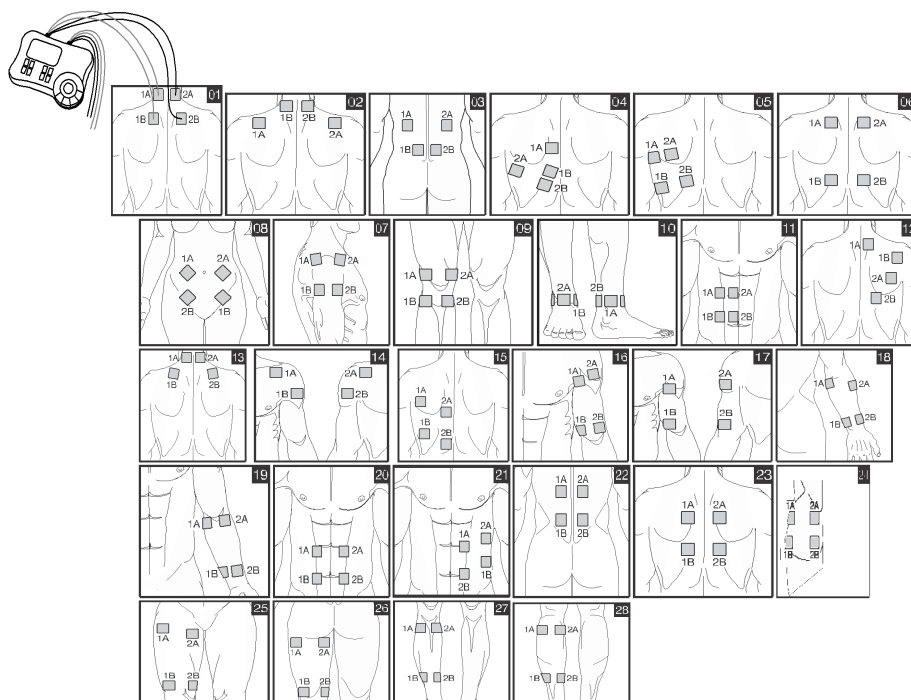 01
1A 2A
1B 2B
02
1B 2B
1A 2A
03
1A 2A
1B 2B
04
1A
2A
1B
2B
05
1A 2A
1B 2B
06
1A 2A
1B 2B
08
1A 2A
2B 1B
07
1A 2A
1B 2B
09
1A 2A
1B 2B
10
2A 2B
1B 1A
11
1A 2A
1B 2B
12
1A
1B
2A
2B
13
1A 2A
1B 2B
14
1A 2A
1B 2B
15
1A
2A
1B
2B
16
1A 2A
1B 2B
17
1A 2A
1B 2B
18
1A 2A
1B 2B
19
1A 2A
1B 2B
20
1A 2A
1B 2B
21
2A
1A
1B
2B
22
1A 2A
1B 2B
23
1A 2A
1B 2B
1A 2A
1B 2B
25
1A 2A
1B 2B
26
1A 2A
1B 2B
27
1A 2A
1B 2B
28
1A 2A
1B 2B